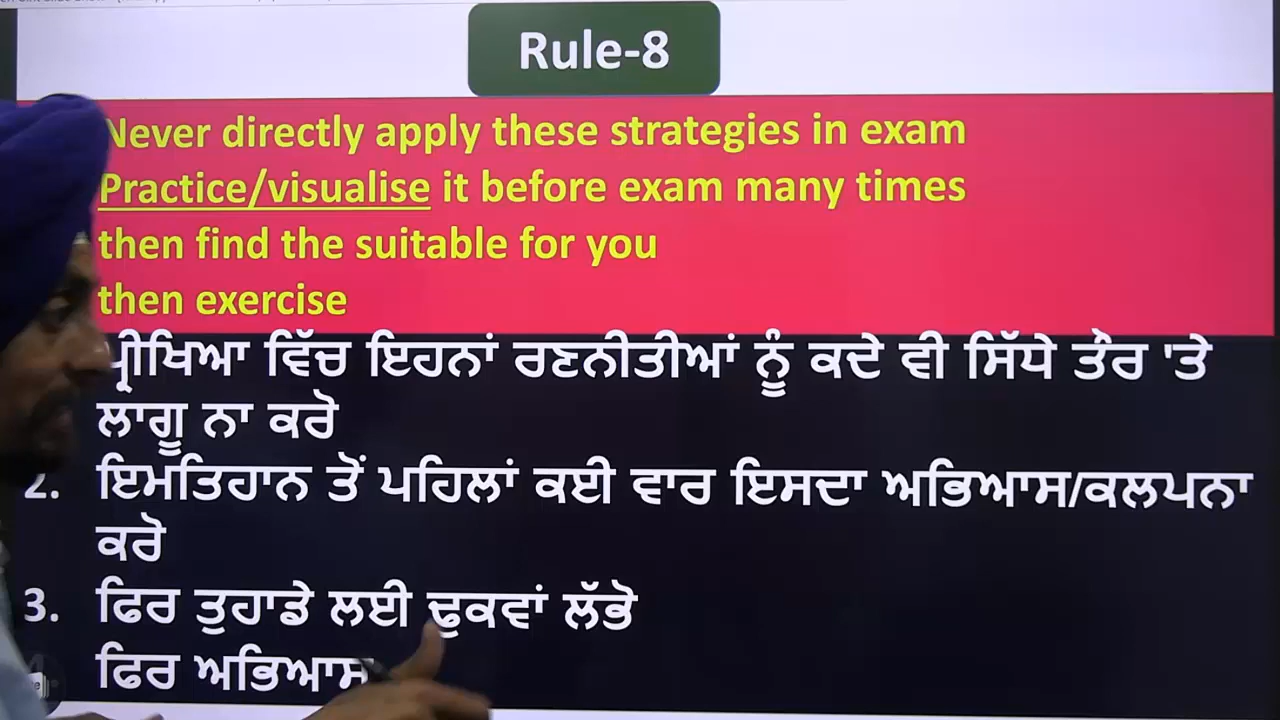 Rule-8
Never directly apply these strategies in exam
Practice/visualise it before exam many times
then find the suitable for you
then exercise
ਪ੍ਰੀਖਿਆ ਵਿੱਚ ਇਹਨਾਂ ਰਣਨੀਤੀਆਂ ਨੂੰ ਕਦੇ ਵੀ ਸਿੱਧੇ ਤੌਰ 'ਤੇ
ਲਾਗੂ ਨਾ ਕਰੋ
2. ਇਮਤਿਹਾਨ ਤੋਂ ਪਹਿਲਾਂ ਕਈ ਵਾਰ ਇਸਦਾ ਅਭਿਆਸ/ਕਲਪਨਾ
ਕਰੋ
3. ਫਿਰ ਤੁਹਾਡੇ ਲਈ ਢੁਕਵਾਂ ਲੱਭੋ
ਫਿਰ ਅਭਿਆਸ